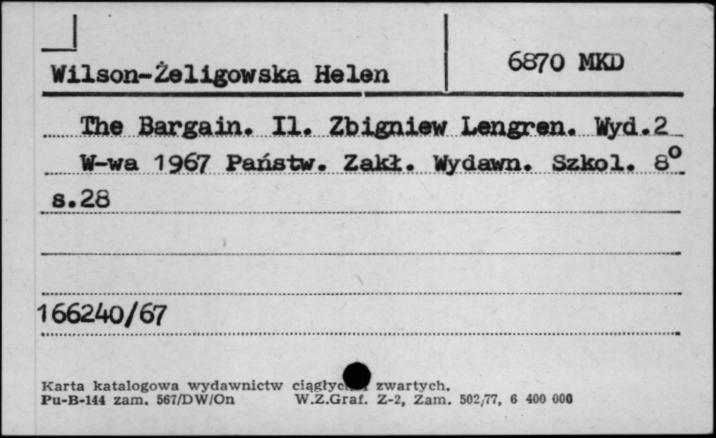 Wilson-Żeligowska Helen
6870 MKD
The Bargain. Il. Zbigniew Lengren. Wyd.2
W-wa 1967 Państw. Zakł. Wydawn. Szkol. 8°
s.28
166240/67
Karta katalogowa wydawnictw zwartych.
Pu-B-144 zam. 567/DW/On W.Z.Graf. Z-2, Zam. 502/77, 6 400 000